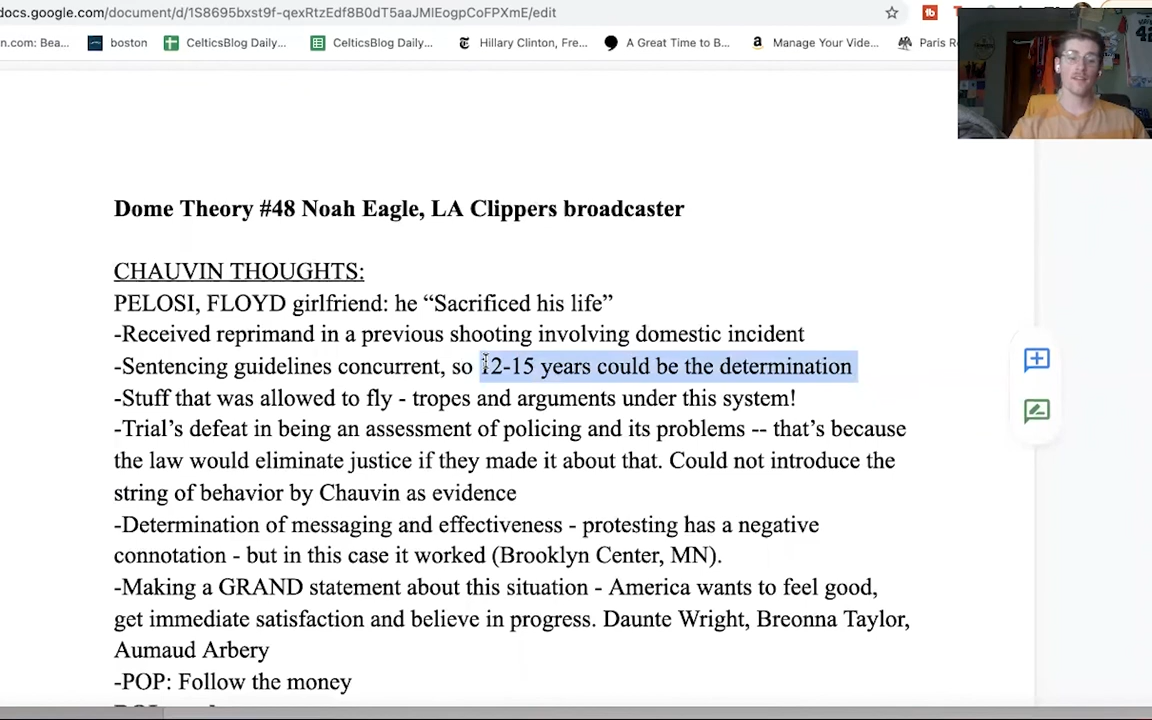 docs.google.com/document/d/1S8695bxst9f-qexRtzEdf8B0dT5aaJMlEogpCoFPXmE/edit
n.com: Bea... boston CelticsBlog Daily... CelticsBlog Daily... Hillary Clinton, Fre... A Great Time to B... Manage Your Vide... Paris
Dome Theory #48 Noah Eagle, LA Clippers broadcaster
CHAUVIN THOUGHTS:
PELOSI, FLOYD girlfriend: he “Sacrificed his life”
-Received reprimand in a previous shooting involving domestic incident
-Sentencing guidelines concurrent, so 12-15 years could be the determination
-Stuff that was allowed to fly - tropes and arguments under this system!
-Trial’s defeat in being an assessment of policing and its problems -- that’s because
the law would eliminate justice if they made it about that. Could not introduce the
string of behavior by Chauvin as evidence
-Determination of messaging and effectiveness - protesting has a negative
connotation - but in this case it worked (Brooklyn Center, MN).
-Making a GRAND statement about this situation - America wants to feel good,
get immediate satisfaction and believe in progress. Daunte Wright, Breonna Taylor,
Aumaud Arbery
-POP: Follow the money